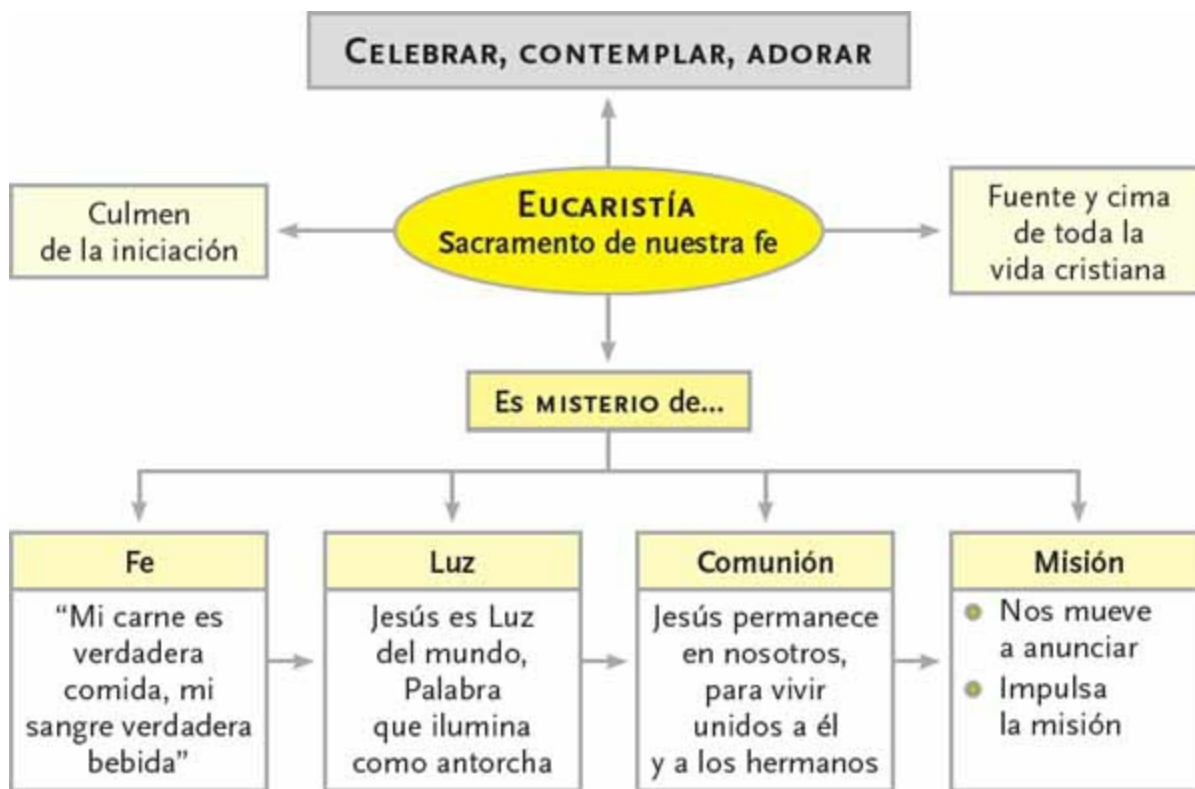 CELEBRAR, CONTEMPLAR, ADORAR
Culmen
de la iniciación
EUCARISTÍA
Sacramento de nuestra fe
Fuente y cima
de toda la
vida cristiana
Es MISTERIO de...
Fe
“Mi carne es
verdadera
comida, mi
sangre verdadera
bebida”
Luz
Jesús es Luz
del mundo,
Palabra
que ilumina
como antorcha
Comunión
Jesús permanece
en nosotros,
para vivir
unidos a él
y a los hermanos
Misión
Nos mueve
a anunciar
Impulsa
la misión